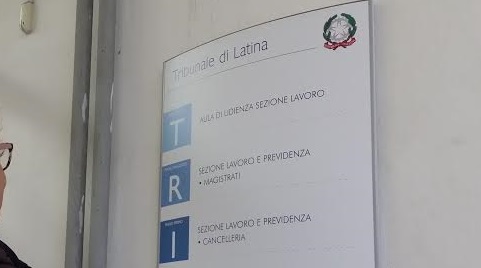 Tribunale di Latina
T
AULA DI UDIENZA SEZIONE LAVORO
R
SEZIONE LAVORO E PREVIDENZA
• MAGISTRATI
I
SEZIONE LAVORO E PREVIDENZA
• CANCELLERIA